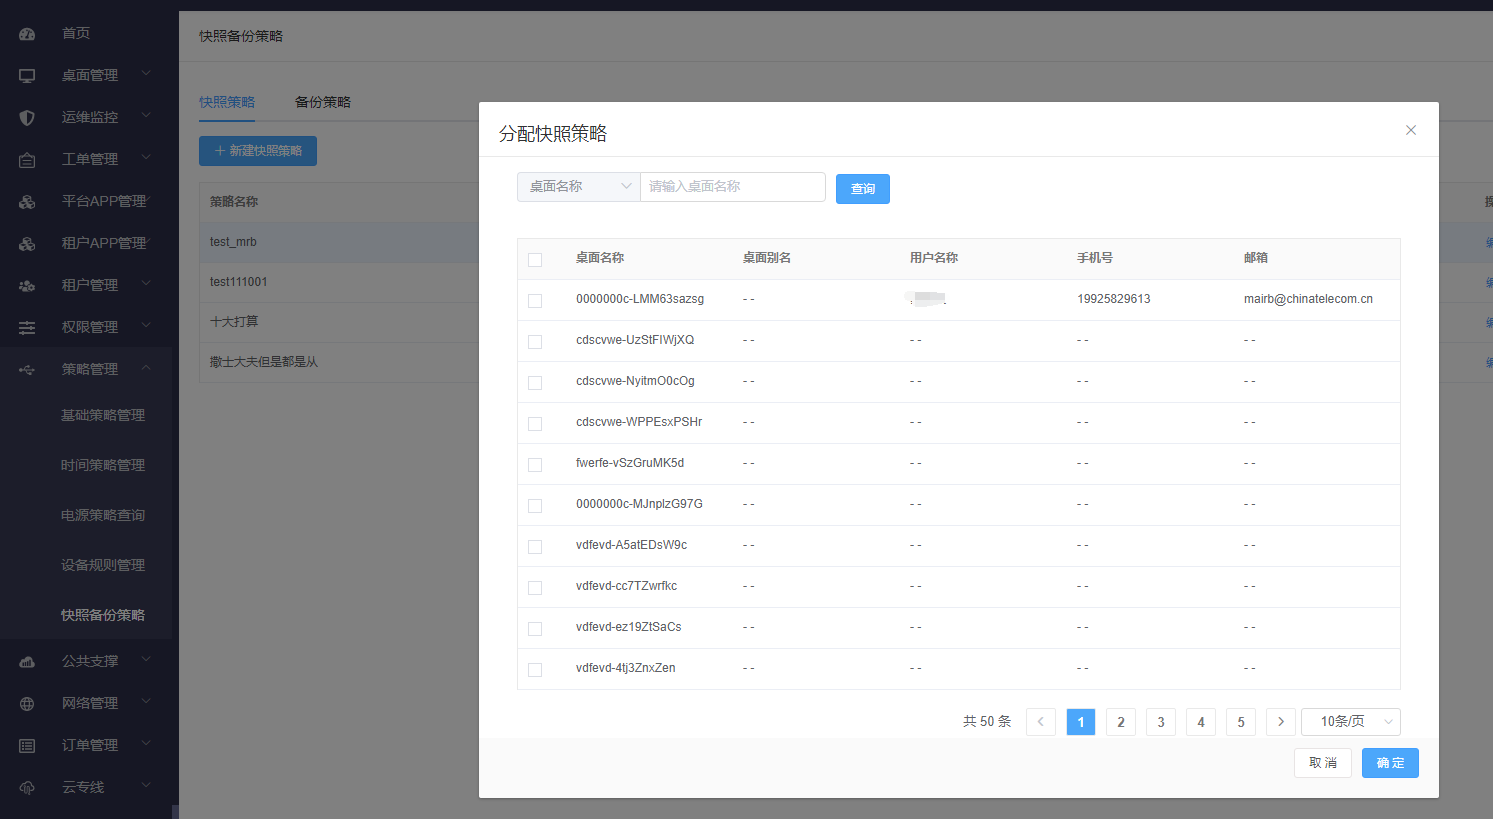 首页
桌面管理
运维监控
工单管理
平台APP管理
租户APP管理
租户管理
权限管理
策略管理
基础策略管理
时间策略管理
电源策略查询
设备规则管理
快照备份策略
公共支撑
网络管理
订单管理
云专线
快照备份策略
快照策略 备份策略
+ 新建快照策略
策略名称
test_mrb
test111001
十大打算
撒士大夫但是都是从
分配快照策略
桌面名称 请输入桌面名称 查询
桌面名称 桌面别名 用户名称 手机号 邮箱
0000000c-LMM63sazsg -- 19925829613 mairb@chinatelecom.cn
cdscvwe-UzStFIWjXQ -- -- -- --
cdscvwe-NyitmO0cOg -- -- -- --
cdscvwe-WPPEsxPSHr -- -- -- --
fwerfe-vSzGruMK5d -- -- -- --
0000000c-MJnplzG97G -- -- -- --
vdfevd-A5atEDsW9c -- -- -- --
vdfevd-cc7TZwrfkc -- -- -- --
vdfevd-ez19ZtSaCs -- -- -- --
vdfevd-4tj3ZnxZen -- -- -- --
共 50 条 1 2 3 4 5 10条/页
取消 确定